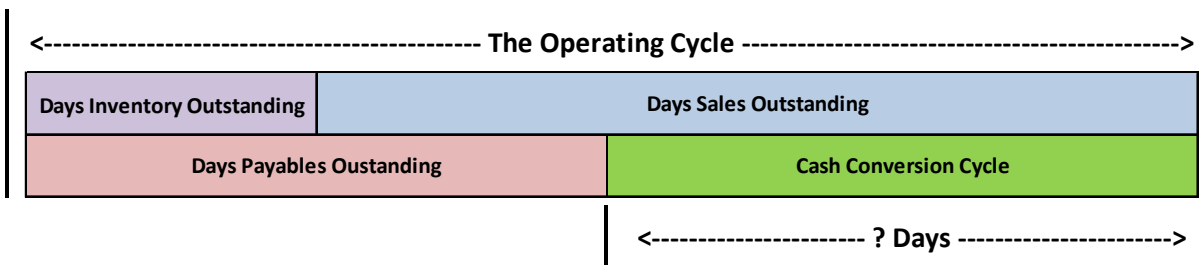 <----------------------------------------------- The Operating Cycle ----------------------------------------------->
Days Inventory Outstanding Days Sales Outstanding
Days Payables Oustanding Cash Conversion Cycle
<----------------------- ? Days ----------------------->